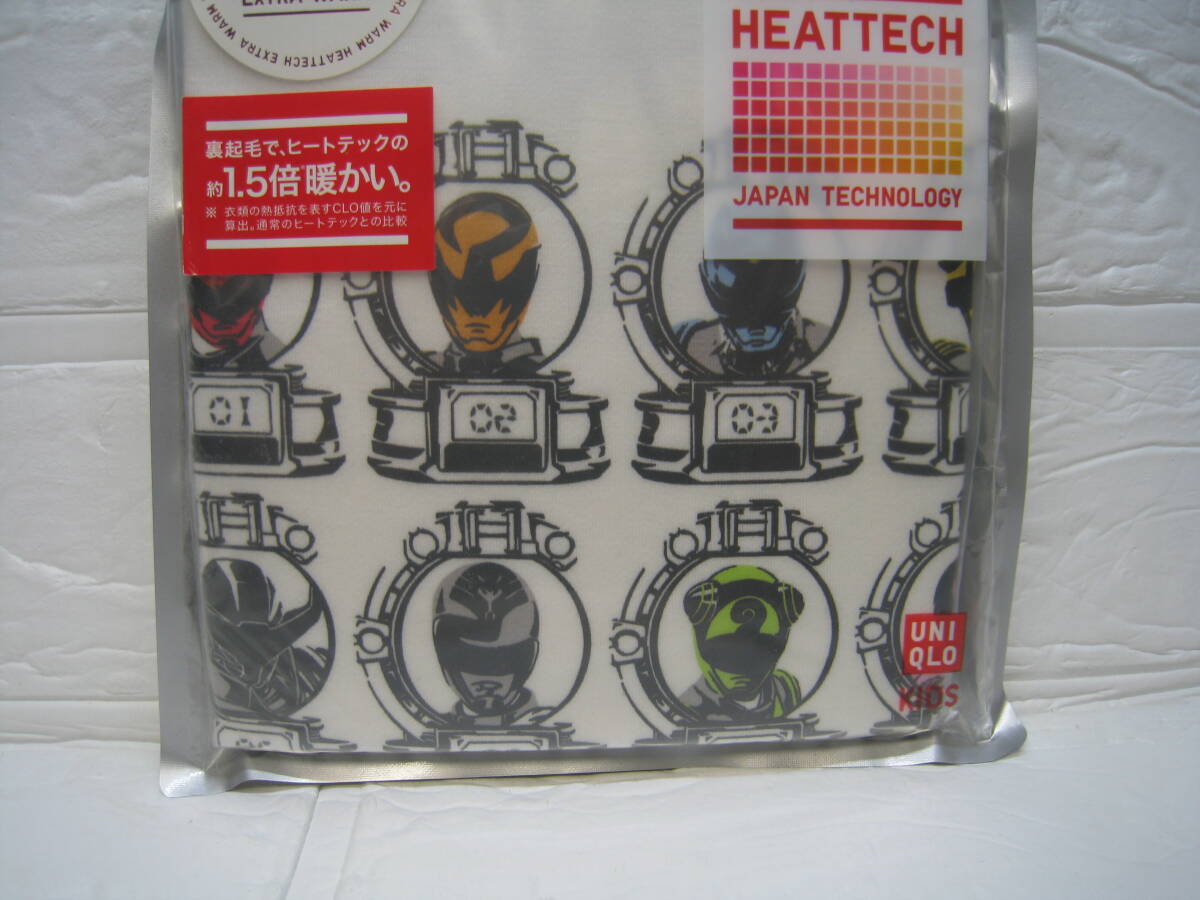 EXTRA WARM
WARM HEATTECH EXTRA WARM
HEATTECH
JAPAN TECHNOLOGY
裏起毛で、ヒートテックの
約1.5倍※暖かい。
※ 衣類の熱抵抗を表すCLO値を元に
算出。通常のヒートテックとの比較
01
02
03
UNI
QLO
KIDS